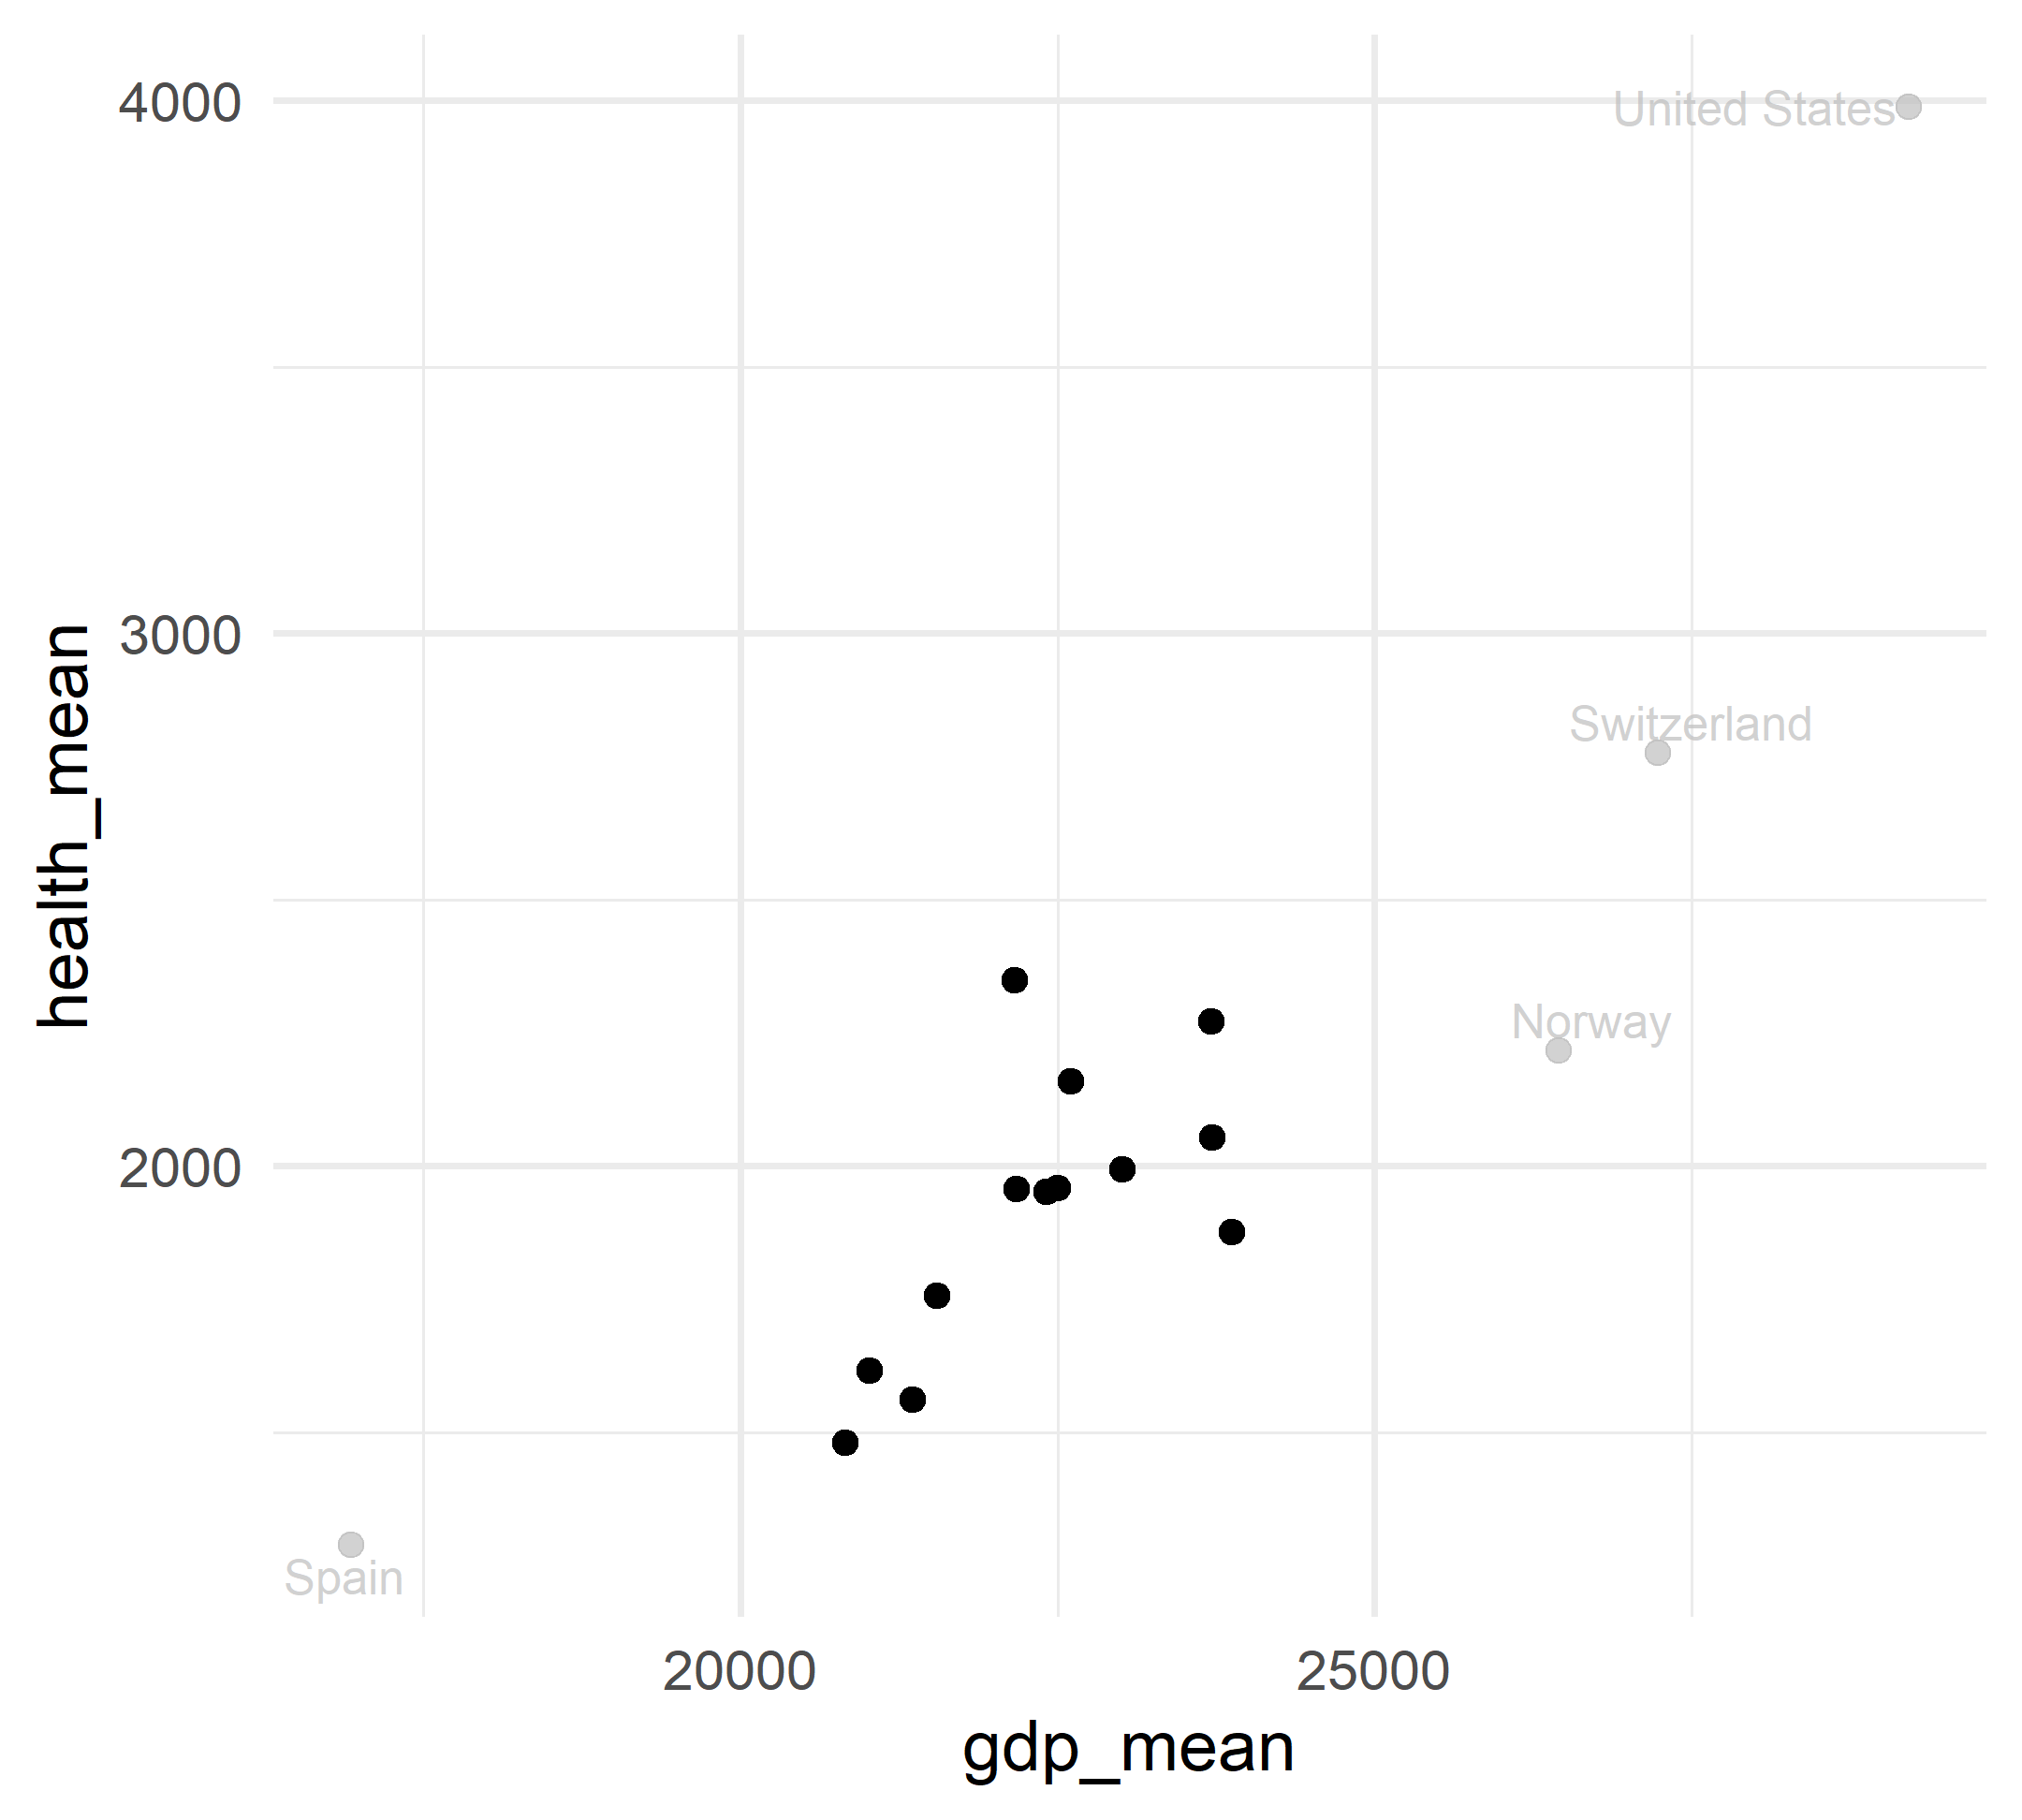 4000
United States
3000
Switzerland
Norway
2000
Spain
20000
25000
gdp_mean
health_mean